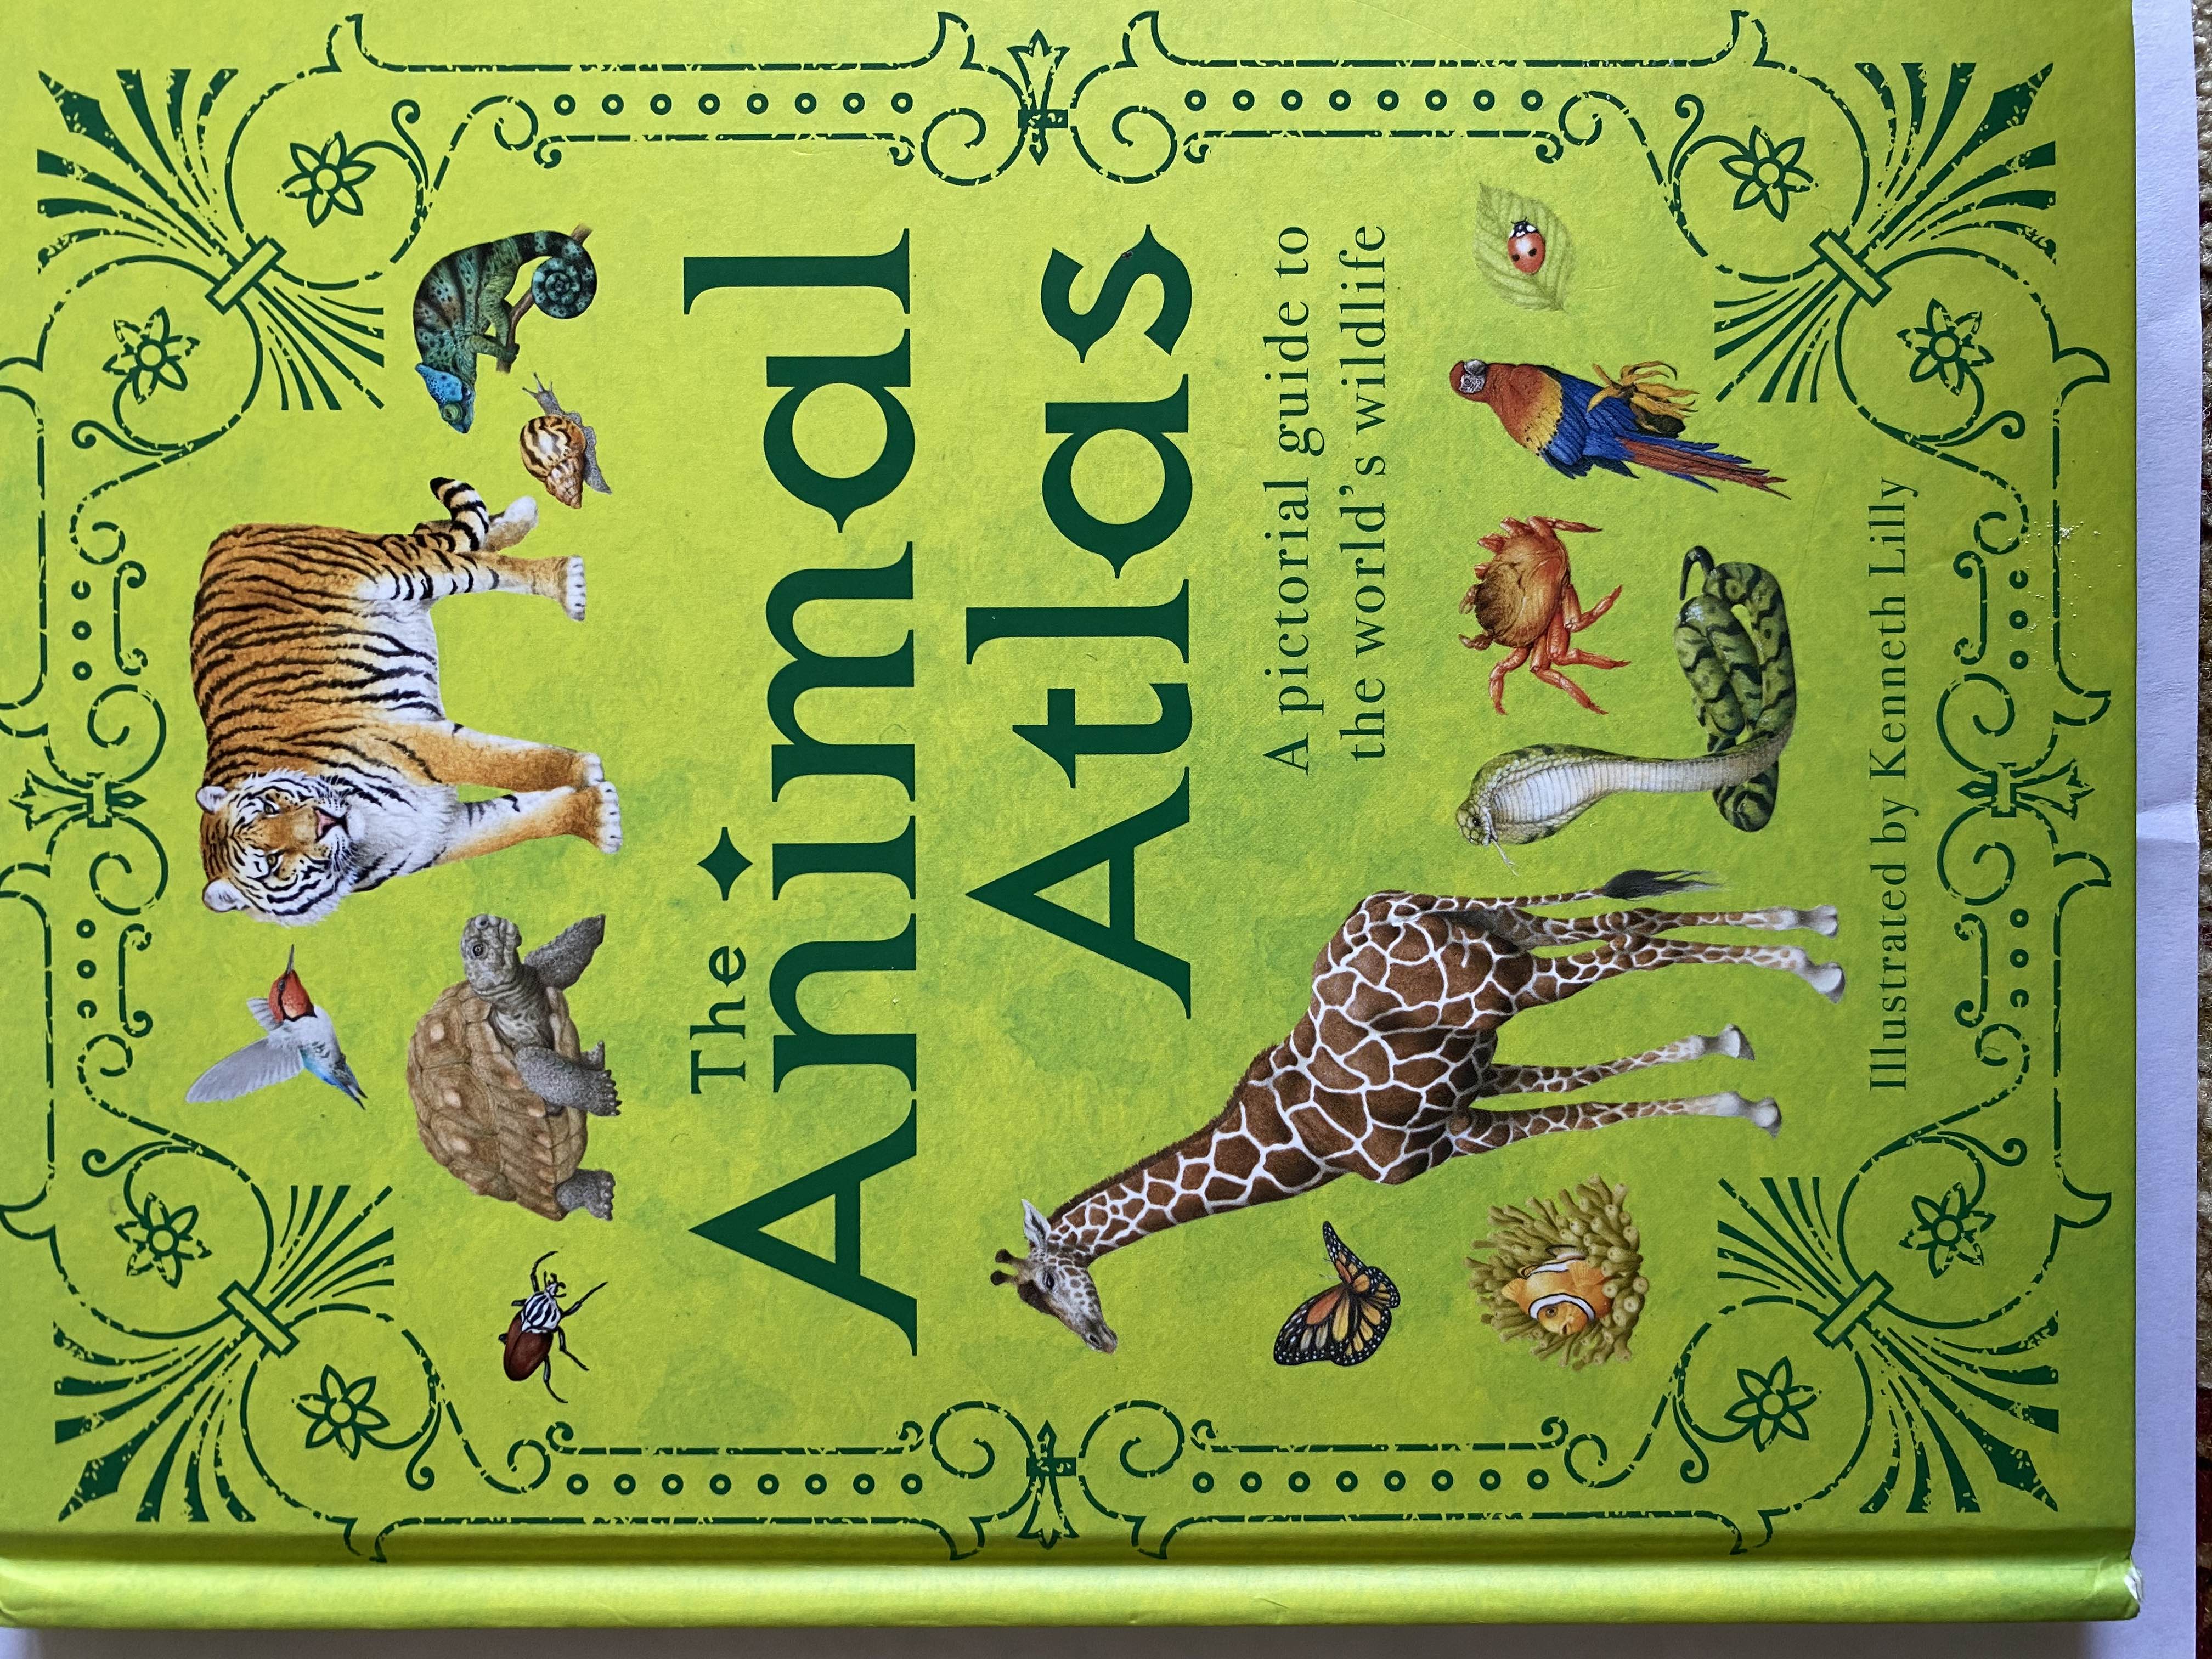 The
Animal
Atlas
A pictorial guide to
the world's wildlife
Illustrated by Kenneth Lilly